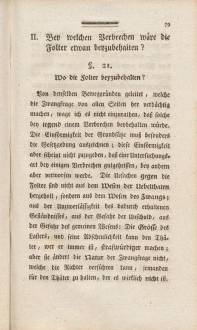 79
II. Bey welchen Verbrechen wäre die
Folter etwan beyzubehalten?
§. 21.
Wo die Folter beyzubehalten?
Von denselben Beweggründen geleitet, welche
die Zwangsfrage von allen Seiten her verdächtig
machen, wage ich es nicht einzurathen, daß solche
bey irgend einem Verbrechen beybehalten würde.
Die Einförmigkeit der Grundsätze muß besonders
die Gesetzgebung auszeichnen; diese Einförmigkeit
aber scheint nicht zuzugeben, daß eine Untersuchungs-
art bey einigen Verbrechen gutgeheissen, bey andern
aber verworfen werde. Die Ursachen gegen die
Folter sind nicht aus dem Wesen der Uebelthaten
hergeholt, sondern aus dem Wesen des Zwangs;
aus der Unzuverlässigkeit des dadurch erhaltenen
Geständnisses, aus der Gefahr der Unschuld, aus
der Gefahr des gemeinen Wesens: Die Größe des
Lasters, und seine Abscheulichkeit kann den Thä-
ter, wer er immer ist, strafwürdiger machen;
aber sie ändert die Natur der Zwangsfrage nicht,
welche die Richter verführen kann, jemanden
für den Thäter zu halten, der es wirklich nicht ist.